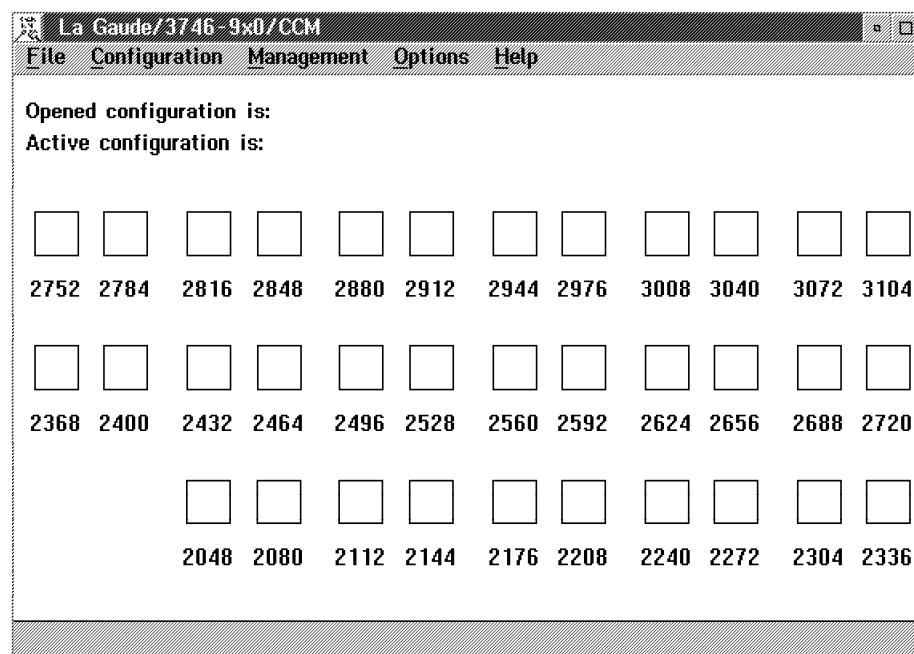 La Gaude/3746-9x0/CCM
File Configuration Management Options Help
Opened configuration is:
Active configuration is:
2752 2784 2816 2848 2880 2912 2944 2976 3008 3040 3072 3104
2368 2400 2432 2464 2496 2528 2560 2592 2624 2656 2688 2720
2048 2080 2112 2144 2176 2208 2240 2272 2304 2336